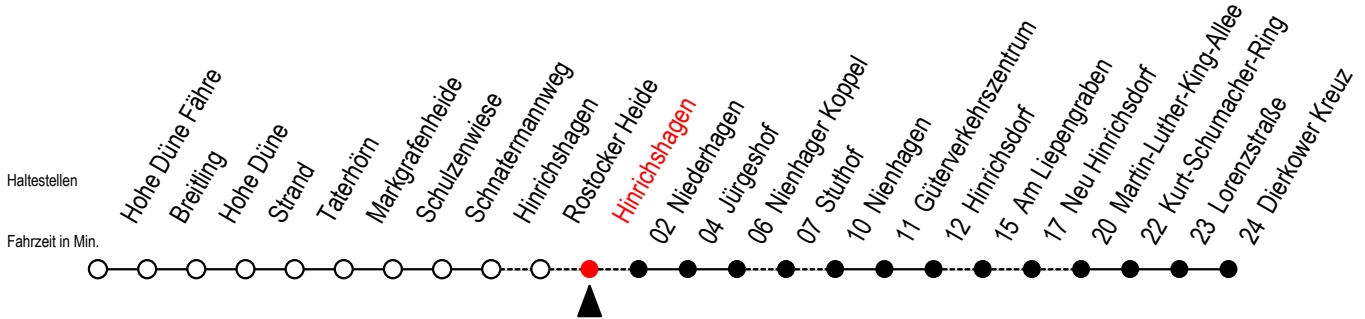 Haltestellen
Fahrzeit in Min.
Hohe Düne Fähre
Breitling
Hohe Düne
Strand
Taterhörn
Markgrafenheide
Schulzenwiese
Schnatermannweg
Hinrichshagen
Rostocker Heide
Hinrichshagen
02 Niederhagen
04 Jürgeshof
06 Nienhager Koppel
07 Stuthof
10 Nienhagen
11 Güterverkehrszentrum
12 Hinrichsdorf
15 Am Liepengraben
17 Neu Hinrichsdorf
20 Martin-Luther-King-Allee
22 Kurt-Schumacher-Ring
23 Lorenzstraße
24 Dierkower Kreuz